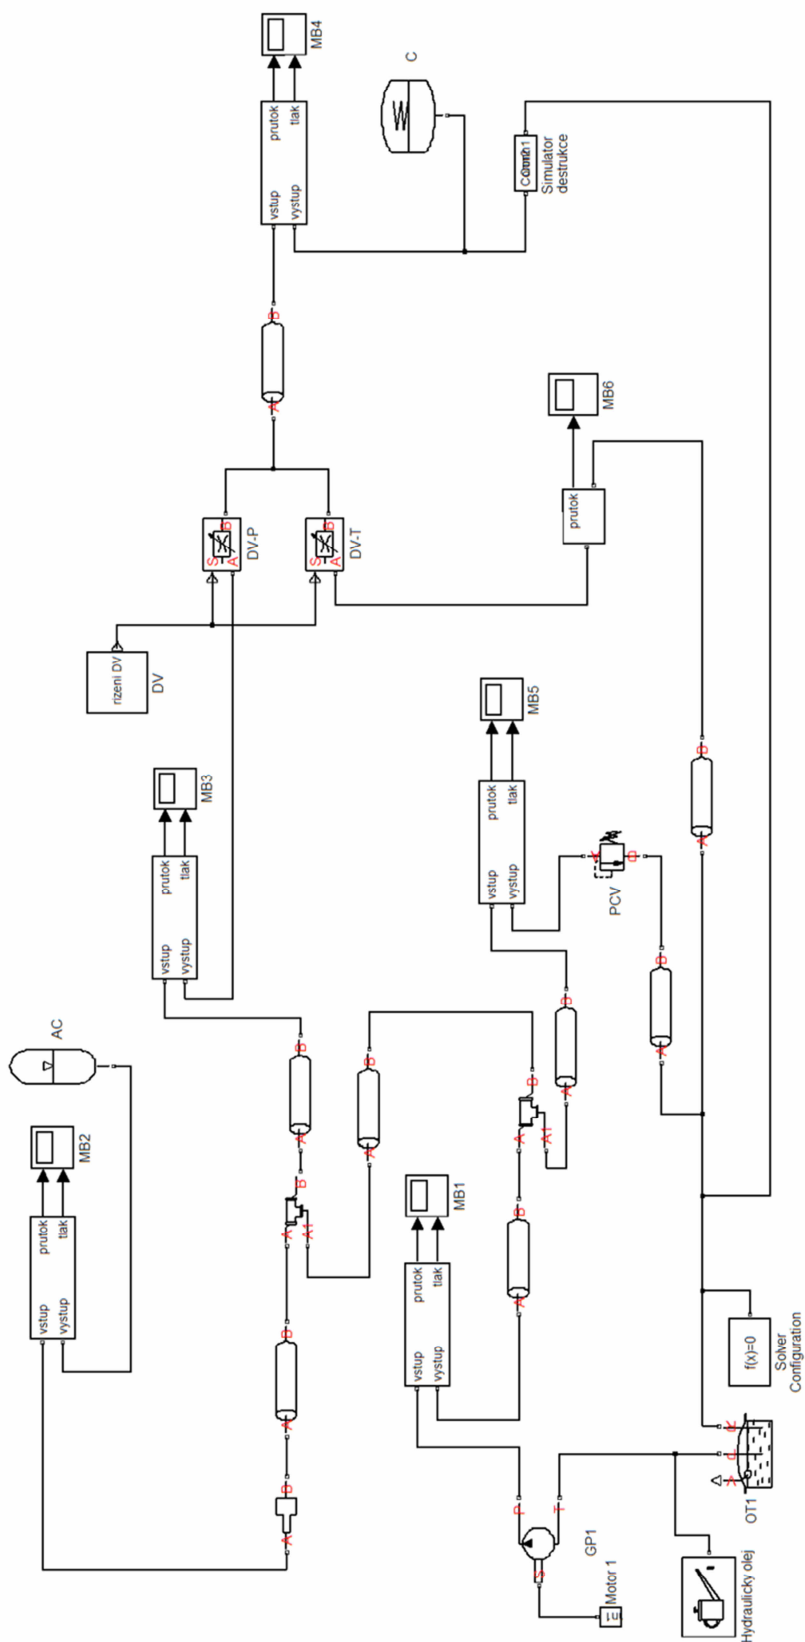 vstup
prutok
vystup
tlak
MB2
AC
rizeni DV
DV
vstup
prutok
vystup
tlak
MB3
S
A
B
DV-P
vstup
prutok
vystup
tlak
MB4
A
B
A
B
A
A1
B
A
B
S
A
B
DV-T
A
B
A
B
C
vstup
prutok
vystup
tlak
MB1
vstup
prutok
vystup
tlak
MB5
A
B
A
A1
B
A
B
S
P
T
GP1
Motor 1
Simulator
destrukce
prutok
MB6
PCV
A
B
A
B
Hydraulicky olej
OT1
f(x)=0
Solver
Configuration